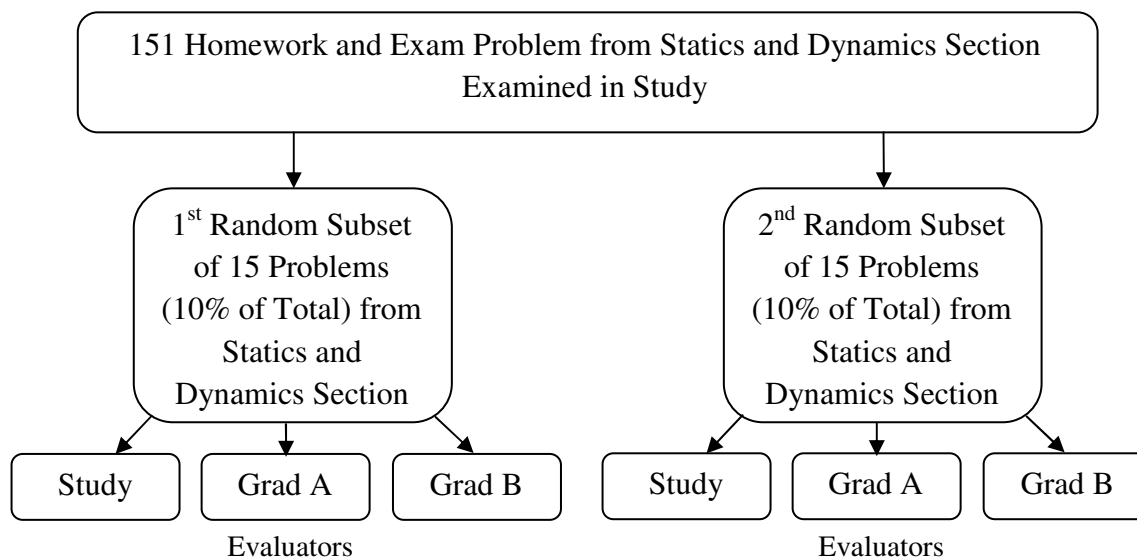 151 Homework and Exam Problem from Statics and Dynamics Section
Examined in Study
1st Random Subset
of 15 Problems
(10% of Total) from
Statics and
Dynamics Section
2nd Random Subset
of 15 Problems
(10% of Total) from
Statics and
Dynamics Section
Study
Grad A
Grad B
Study
Grad A
Grad B
Evaluators
Evaluators